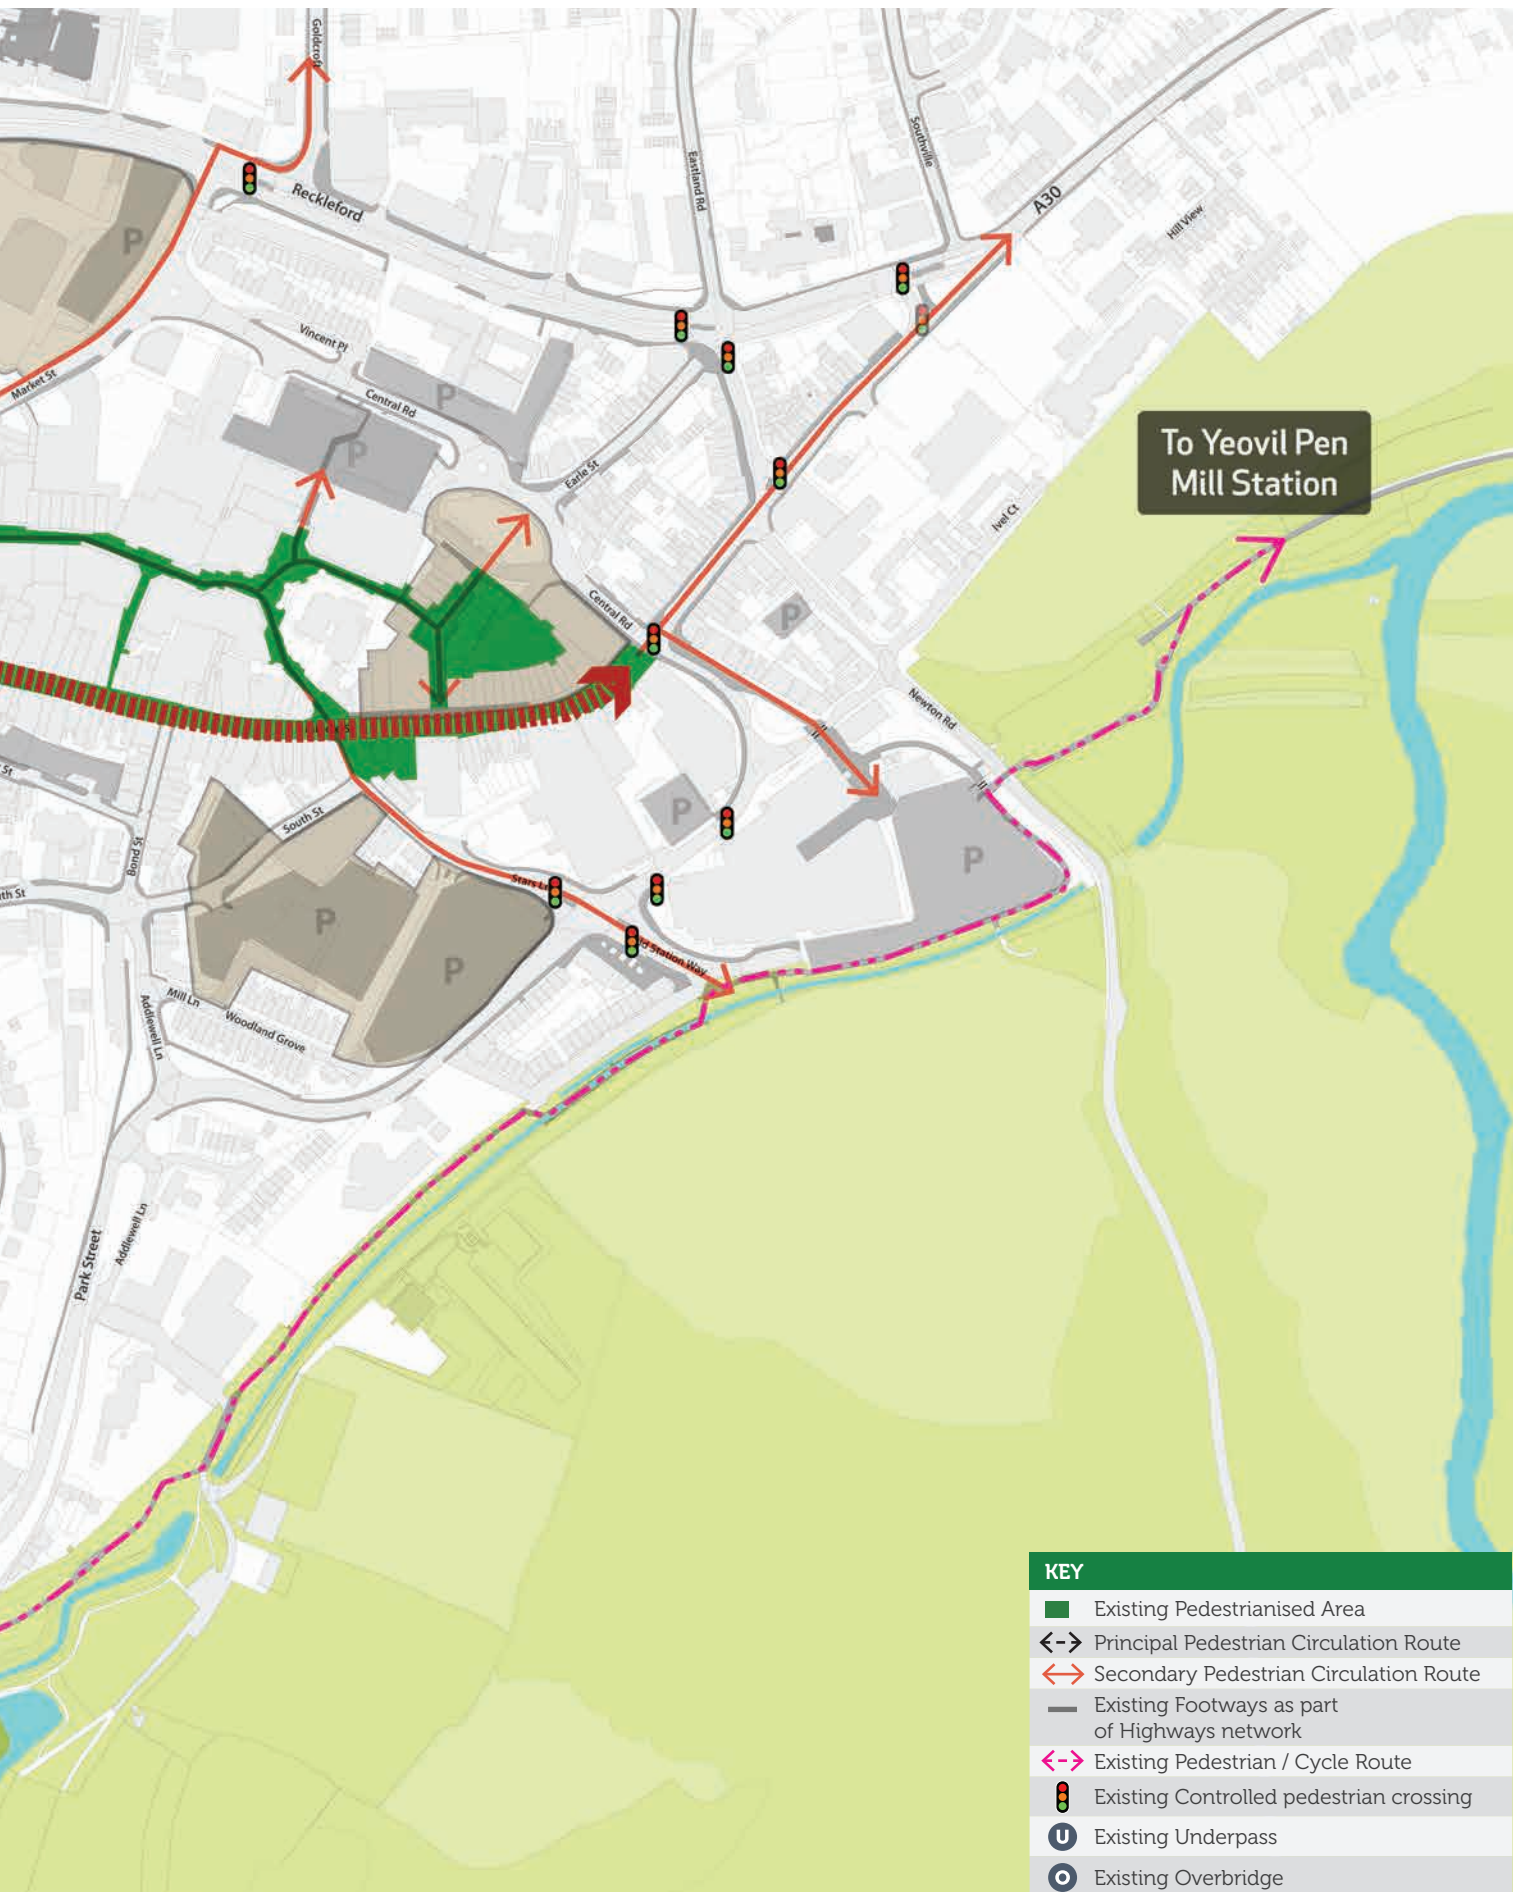 Goldcroft
Southville
Eastland Rd
A30
Reckleford
Hill View
P
Vincent Pl
Market St
Central Rd
P
P
To Yeovil Pen
Mill Station
Earle St
Ivel Ct
Central Rd
P
Newton Rd
St
P
South St
Bond St
P
Stars Ln
th St
P
Station Way
P
Mill Ln
Addlewell Ln
Woodland Grove
Addlewell Ln
Park Street
KEY
Existing Pedestrianised Area
Principal Pedestrian Circulation Route
Secondary Pedestrian Circulation Route
Existing Footways as part
of Highways network
Existing Pedestrian / Cycle Route
Existing Controlled pedestrian crossing
U Existing Underpass
O Existing Overbridge